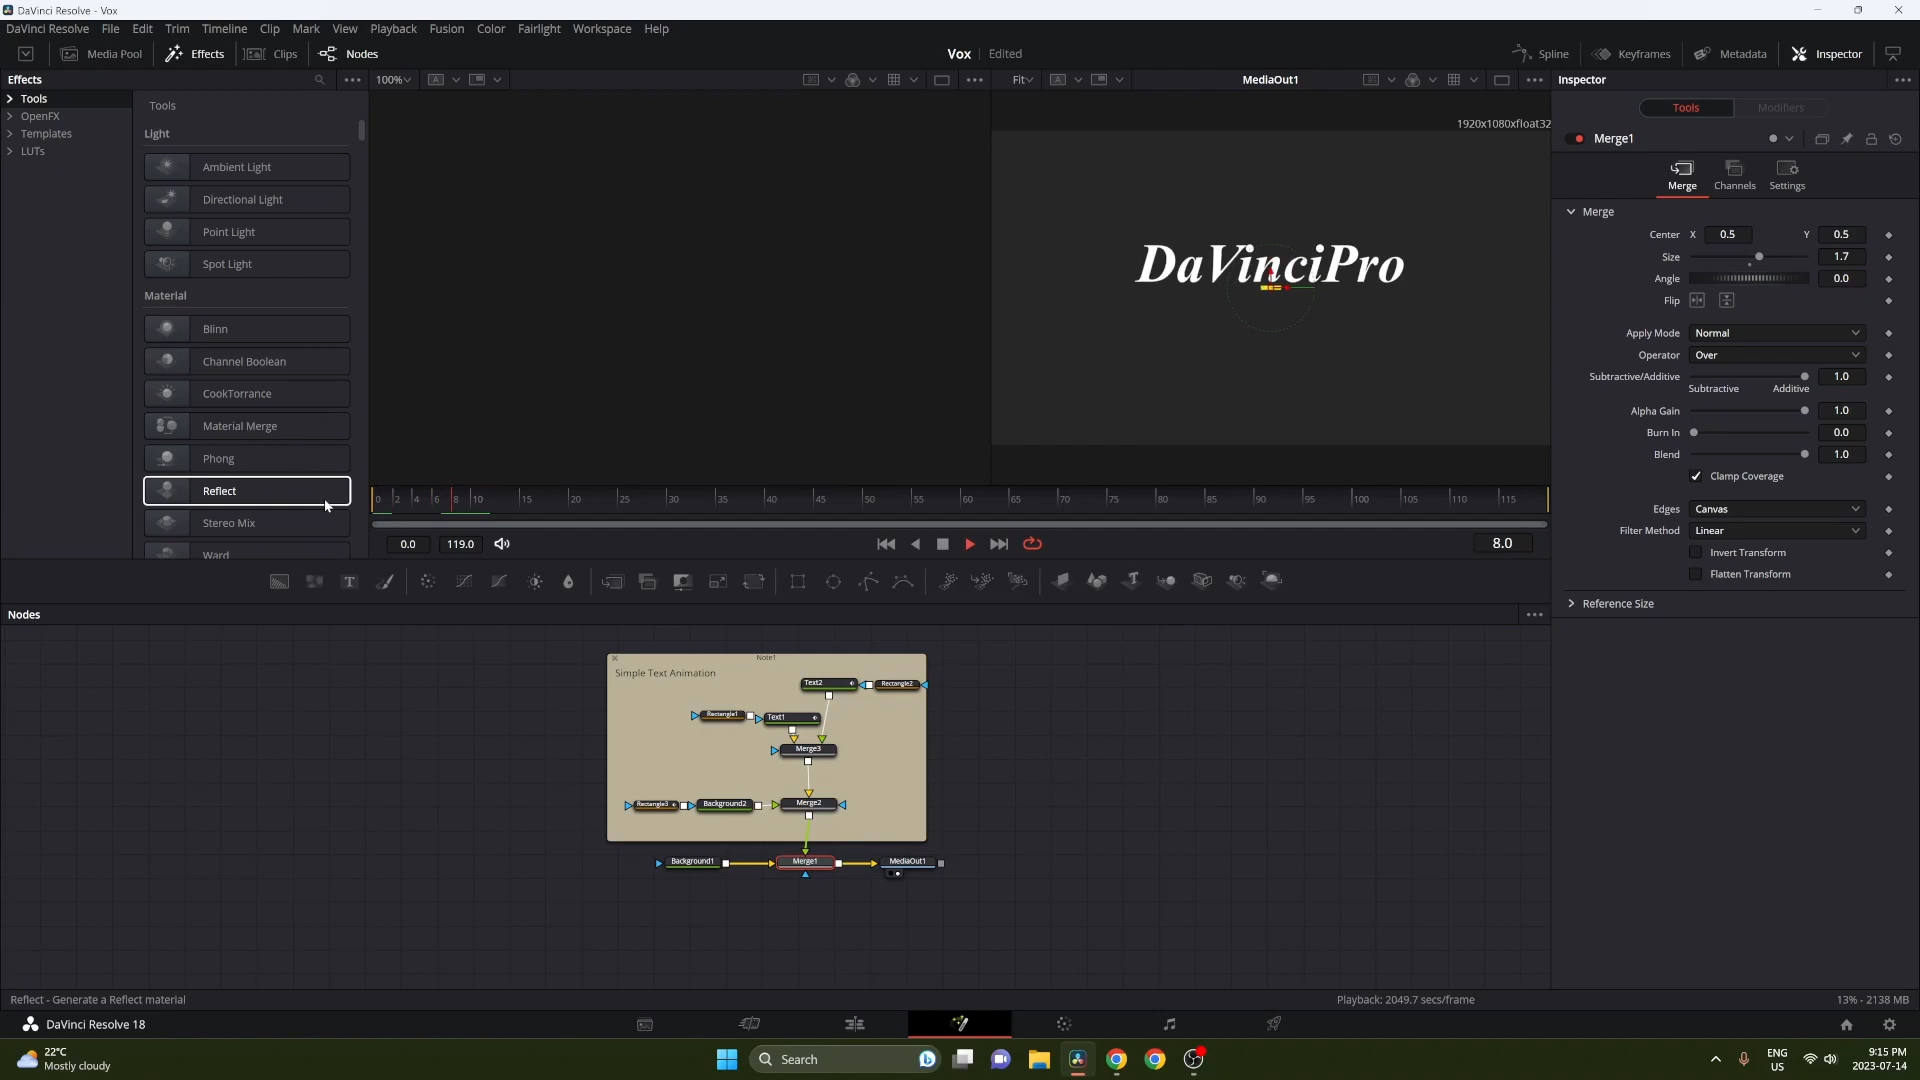 DaVinci Resolve - Vox
DaVinci Resolve File Edit Trim Timeline Clip Mark View Playback Fusion Color Fairlight Workspace Help
Media Pool Effects Clips Nodes Vox Edited Spline Keyframes Metadata Inspector
Effects 100% Fit MediaOut1 Inspector
Tools
OpenFX
Templates
LUTs
Tools
Light
Ambient Light
Directional Light
Point Light
Spot Light
Material
Blinn
Channel Boolean
CookTorrance
Material Merge
Phong
Reflect
Stereo Mix
Ward
1920x1080xfloat32
DaVinciPro
0 2 4 6 8 10 15 20 25 30 35 40 45 50 55 60 65 70 75 80 85 90 95 100 105 110 115
0.0 119.0 8.0
Tools Modifiers
Merge1
Merge Channels Settings
Merge
Center X 0.5 Y 0.5
Size 1.7
Angle 0.0
Flip
Apply Mode Normal
Operator Over
Subtractive/Additive 1.0
Subtractive Additive
Alpha Gain 1.0
Burn In 0.0
Blend 1.0
Clamp Coverage
Edges Canvas
Filter Method Linear
Invert Transform
Flatten Transform
Reference Size
Nodes
Note1
Simple Text Animation
Text2 Rectangle2
Rectangle1 Text1
Merge3
Rectangle3 Background2 Merge2
Background1 Merge1 MediaOut1
Reflect - Generate a Reflect material Playback: 2049.7 secs/frame 13% - 2138 MB
DaVinci Resolve 18
22°C
Mostly cloudy
Search
ENG
US
9:15 PM
2023-07-14